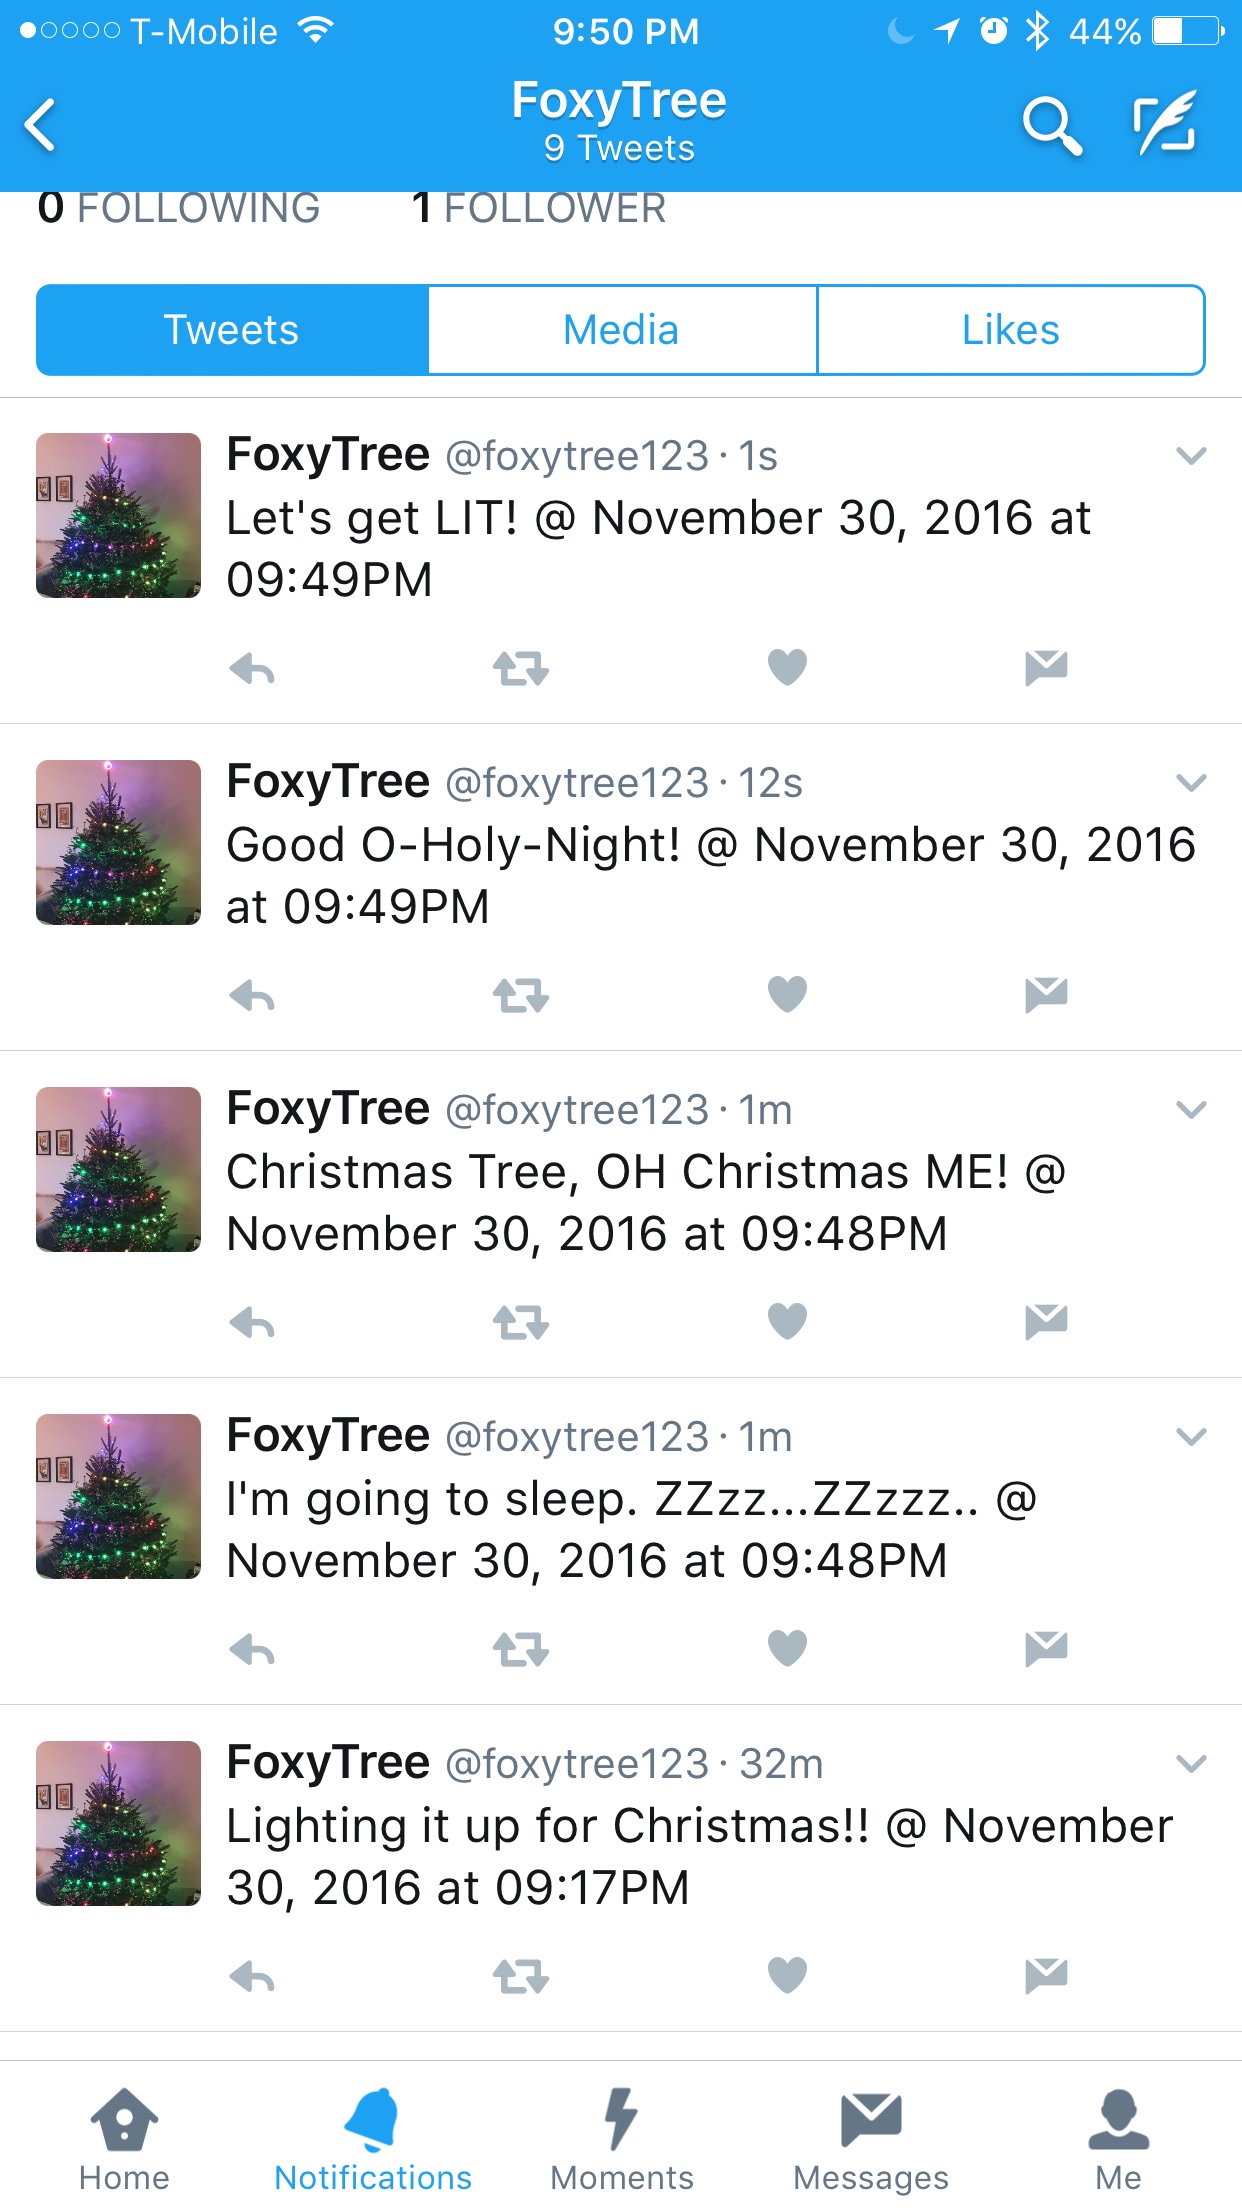 T-Mobile 9:50 PM 44%
FoxyTree
9 Tweets
0 FOLLOWING 1 FOLLOWER
Tweets Media Likes
FoxyTree @foxytree123 · 1s
Let's get LIT! @ November 30, 2016 at
09:49PM
FoxyTree @foxytree123 · 12s
Good O-Holy-Night! @ November 30, 2016
at 09:49PM
FoxyTree @foxytree123 · 1m
Christmas Tree, OH Christmas ME! @
November 30, 2016 at 09:48PM
FoxyTree @foxytree123 · 1m
I'm going to sleep. ZZzz...ZZzzz.. @
November 30, 2016 at 09:48PM
FoxyTree @foxytree123 · 32m
Lighting it up for Christmas!! @ November
30, 2016 at 09:17PM
Home Notifications Moments Messages Me